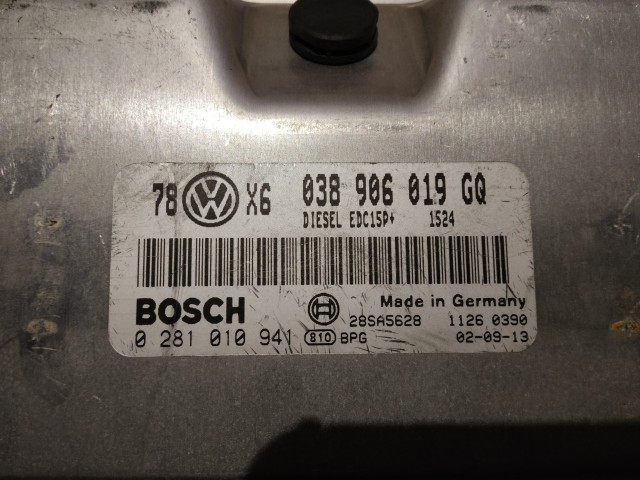 78 VW X6 038 906 019 GQ
DIESEL EDC15P+ 1524
BOSCH Made in Germany
28SA5628 1126 0390
0 281 010 941 810 BPG 02-09-13